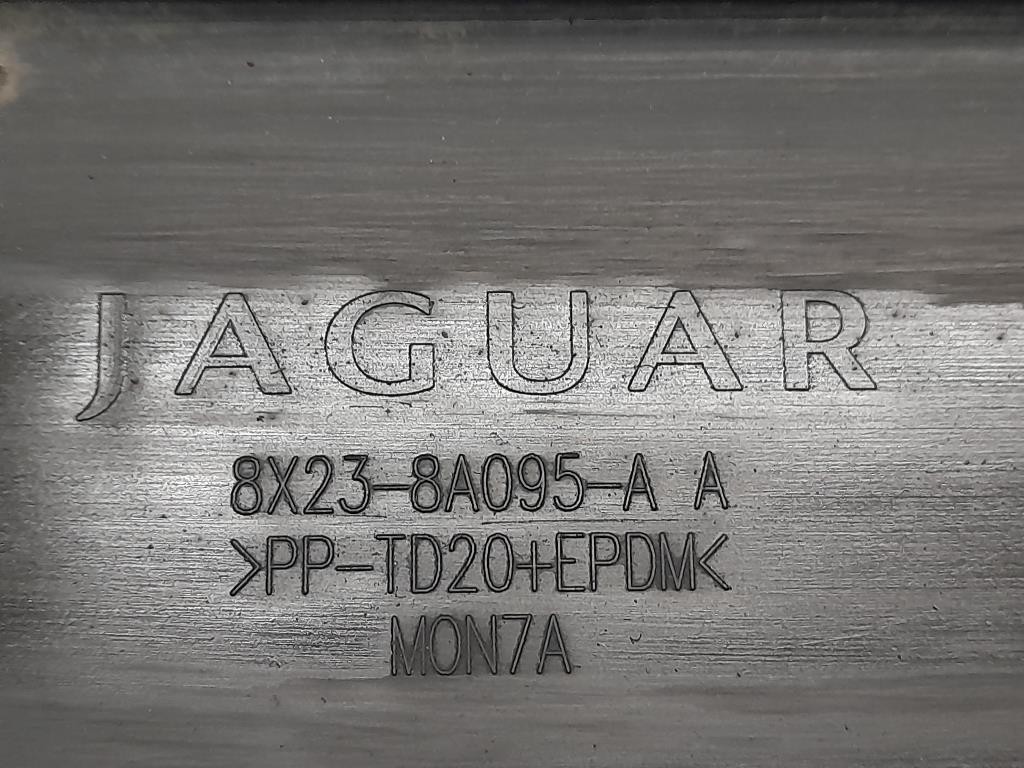 JAGUAR
8X23-8A095-A A
>PP-TD20+EPDM<
MON7A